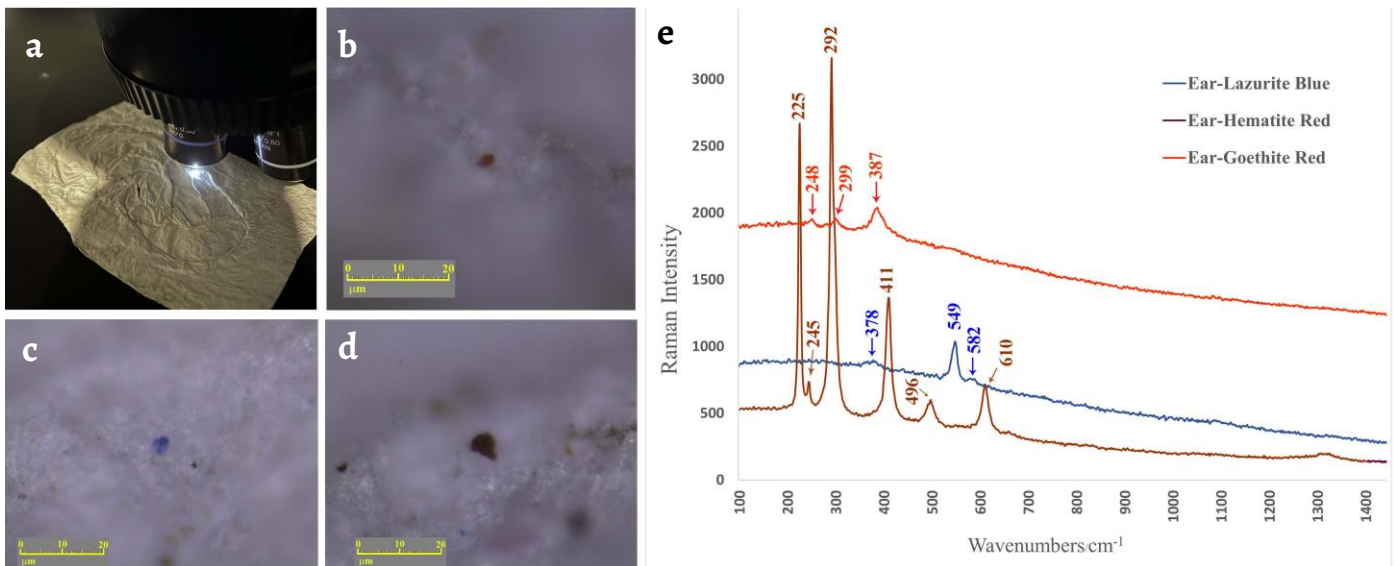 a
b
0 10 20
µm
c
0 10 20
µm
d
0 10 20
µm
e
Ear-Lazurite Blue
Ear-Hematite Red
Ear-Goethite Red
Raman Intensity
3000
2500
2000
1500
1000
500
0
225
245
292
248
299
387
411
378
549
582
496
610
100
200
300
400
500
600
700
800
900
1000
1100
1200
1300
1400
Wavenumbers/cm⁻¹